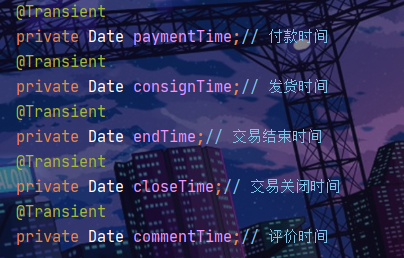 @Transient
private Date paymentTime;// 付款时间
@Transient
private Date consignTime;// 发货时间
@Transient
private Date endTime;// 交易结束时间
@Transient
private Date closeTime;// 交易关闭时间
@Transient
private Date commentTime;// 评价时间